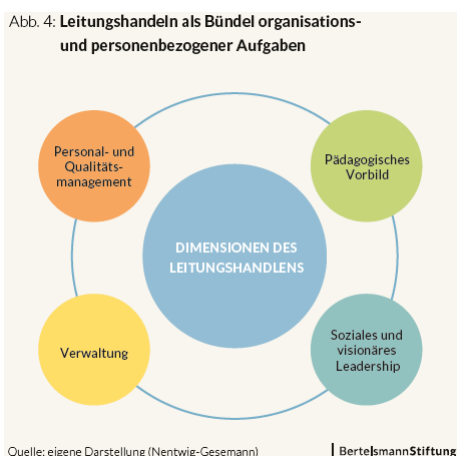 Abb. 4: Leitungshandeln als Bündel organisations-
und personenbezogener Aufgaben
Personal- und
Qualitäts-
management
Pädagogisches
Vorbild
DIMENSIONEN DES
LEITUNGSHANDLENS
Verwaltung
Soziales und
visionäres
Leadership
Quelle: eigene Darstellung (Nentwig-Gesemann)
BertelsmannStiftung